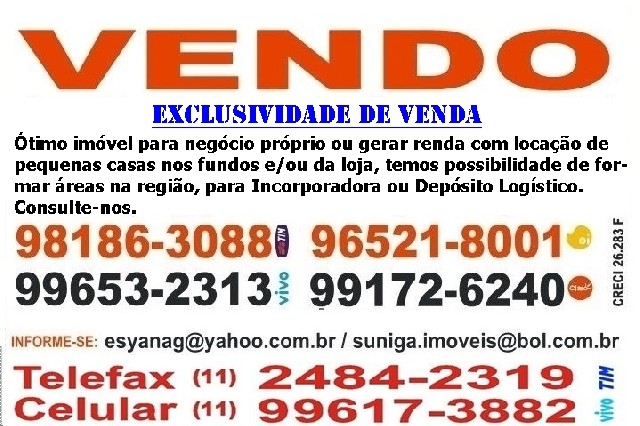 VENDO
EXCLUSIVIDADE DE VENDA
Ótimo imóvel para negócio próprio ou gerar renda com locação de
pequenas casas nos fundos e/ou da loja, temos possibilidade de for-
mar áreas na região, para Incorporadora ou Depósito Logístico.
Consulte-nos.
98186-3088 TIM 96521-8001 oi
99653-2313 vivo 99172-6240 Claro
CRECI 26.283 F
INFORME-SE: esyanag@yahoo.com.br / suniga.imoveis@bol.com.br
Telefax (11) 2484-2319
Celular (11) 99617-3882
vivo TIM